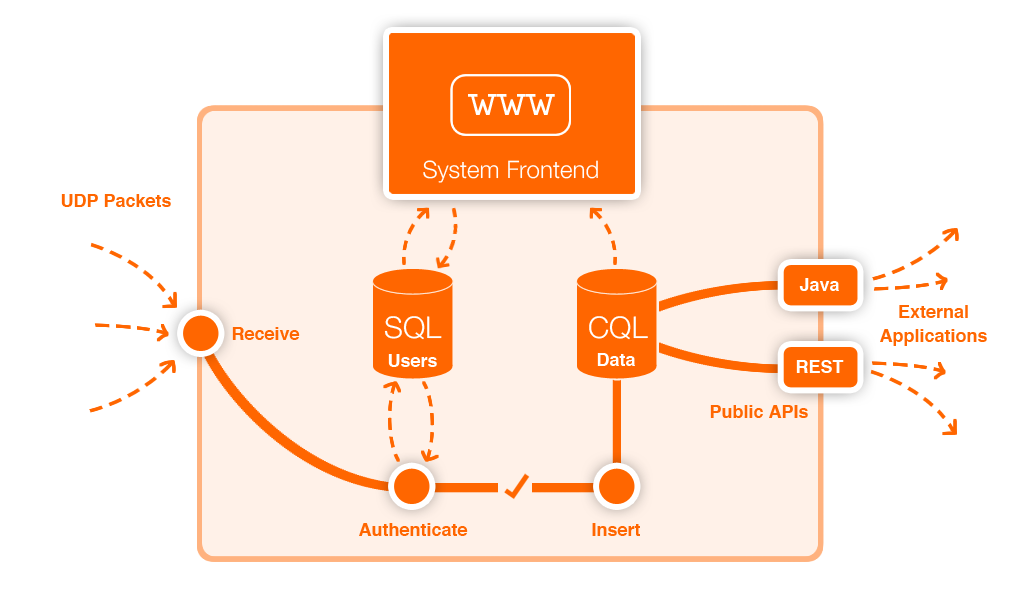 WWW
System Frontend
UDP Packets
Receive
SQL
Users
CQL
Data
Java
External
Applications
REST
Public APIs
Authenticate
Insert